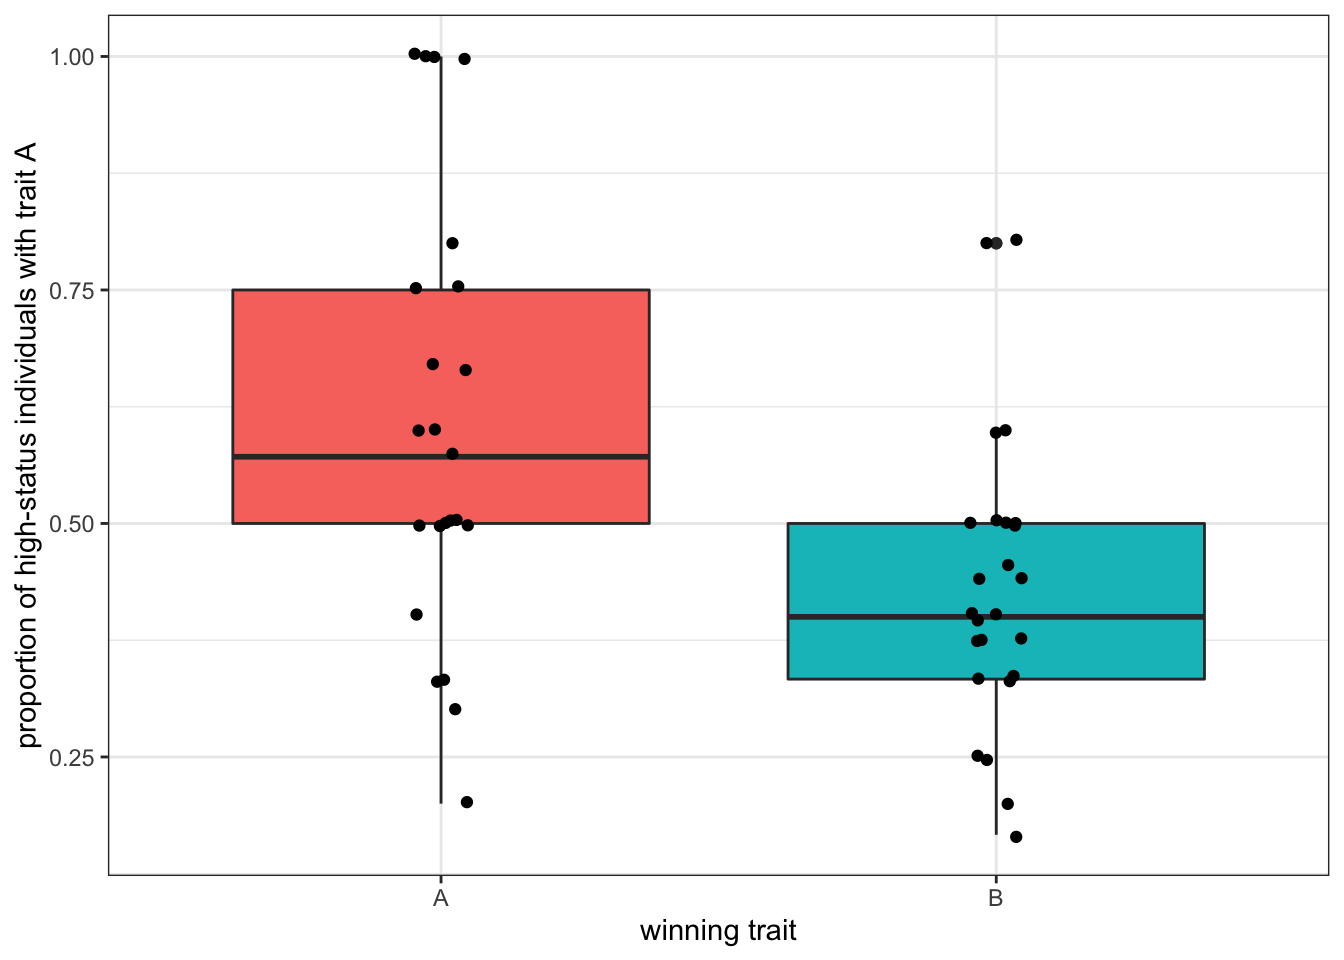 proportion of high-status individuals with trait A
1.00
0.75
0.50
0.25
A
B
winning trait